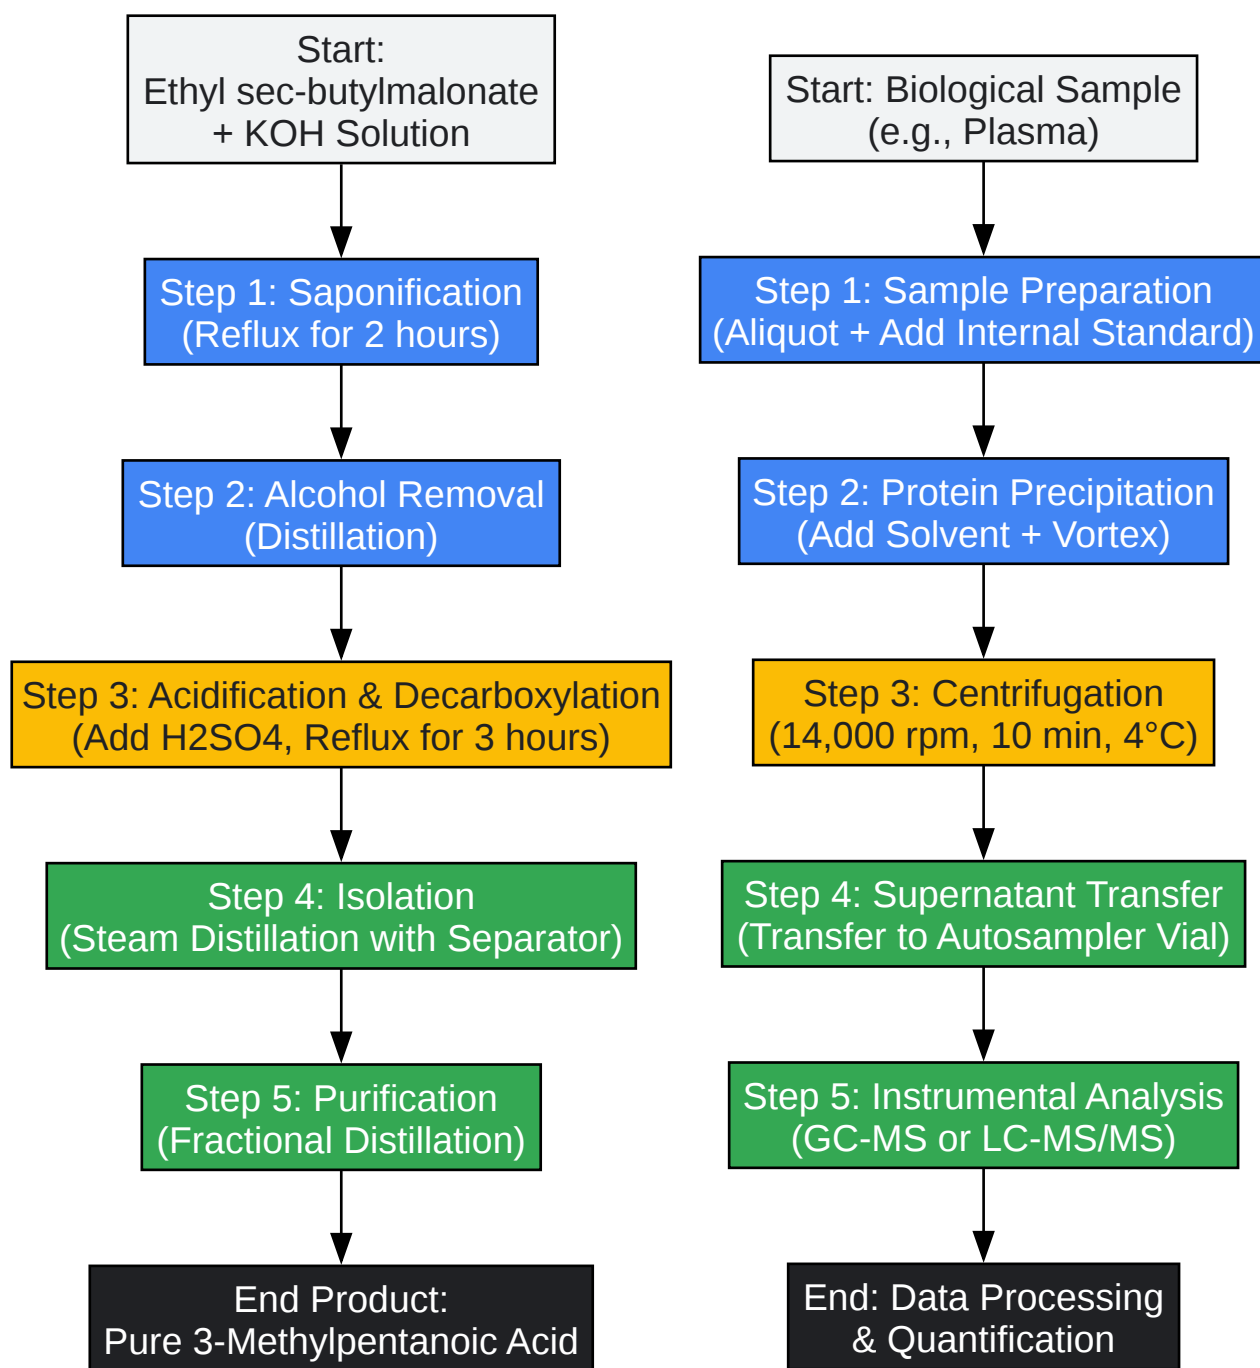 Start:
Ethyl sec-butylmalonate
+ KOH Solution
Step 1: Saponification
(Reflux for 2 hours)
Step 2: Alcohol Removal
(Distillation)
Step 3: Acidification & Decarboxylation
(Add H2SO4, Reflux for 3 hours)
Step 4: Isolation
(Steam Distillation with Separator)
Step 5: Purification
(Fractional Distillation)
End Product:
Pure 3-Methylpentanoic Acid
Start: Biological Sample
(e.g., Plasma)
Step 1: Sample Preparation
(Aliquot + Add Internal Standard)
Step 2: Protein Precipitation
(Add Solvent + Vortex)
Step 3: Centrifugation
(14,000 rpm, 10 min, 4°C)
Step 4: Supernatant Transfer
(Transfer to Autosampler Vial)
Step 5: Instrumental Analysis
(GC-MS or LC-MS/MS)
End: Data Processing
& Quantification